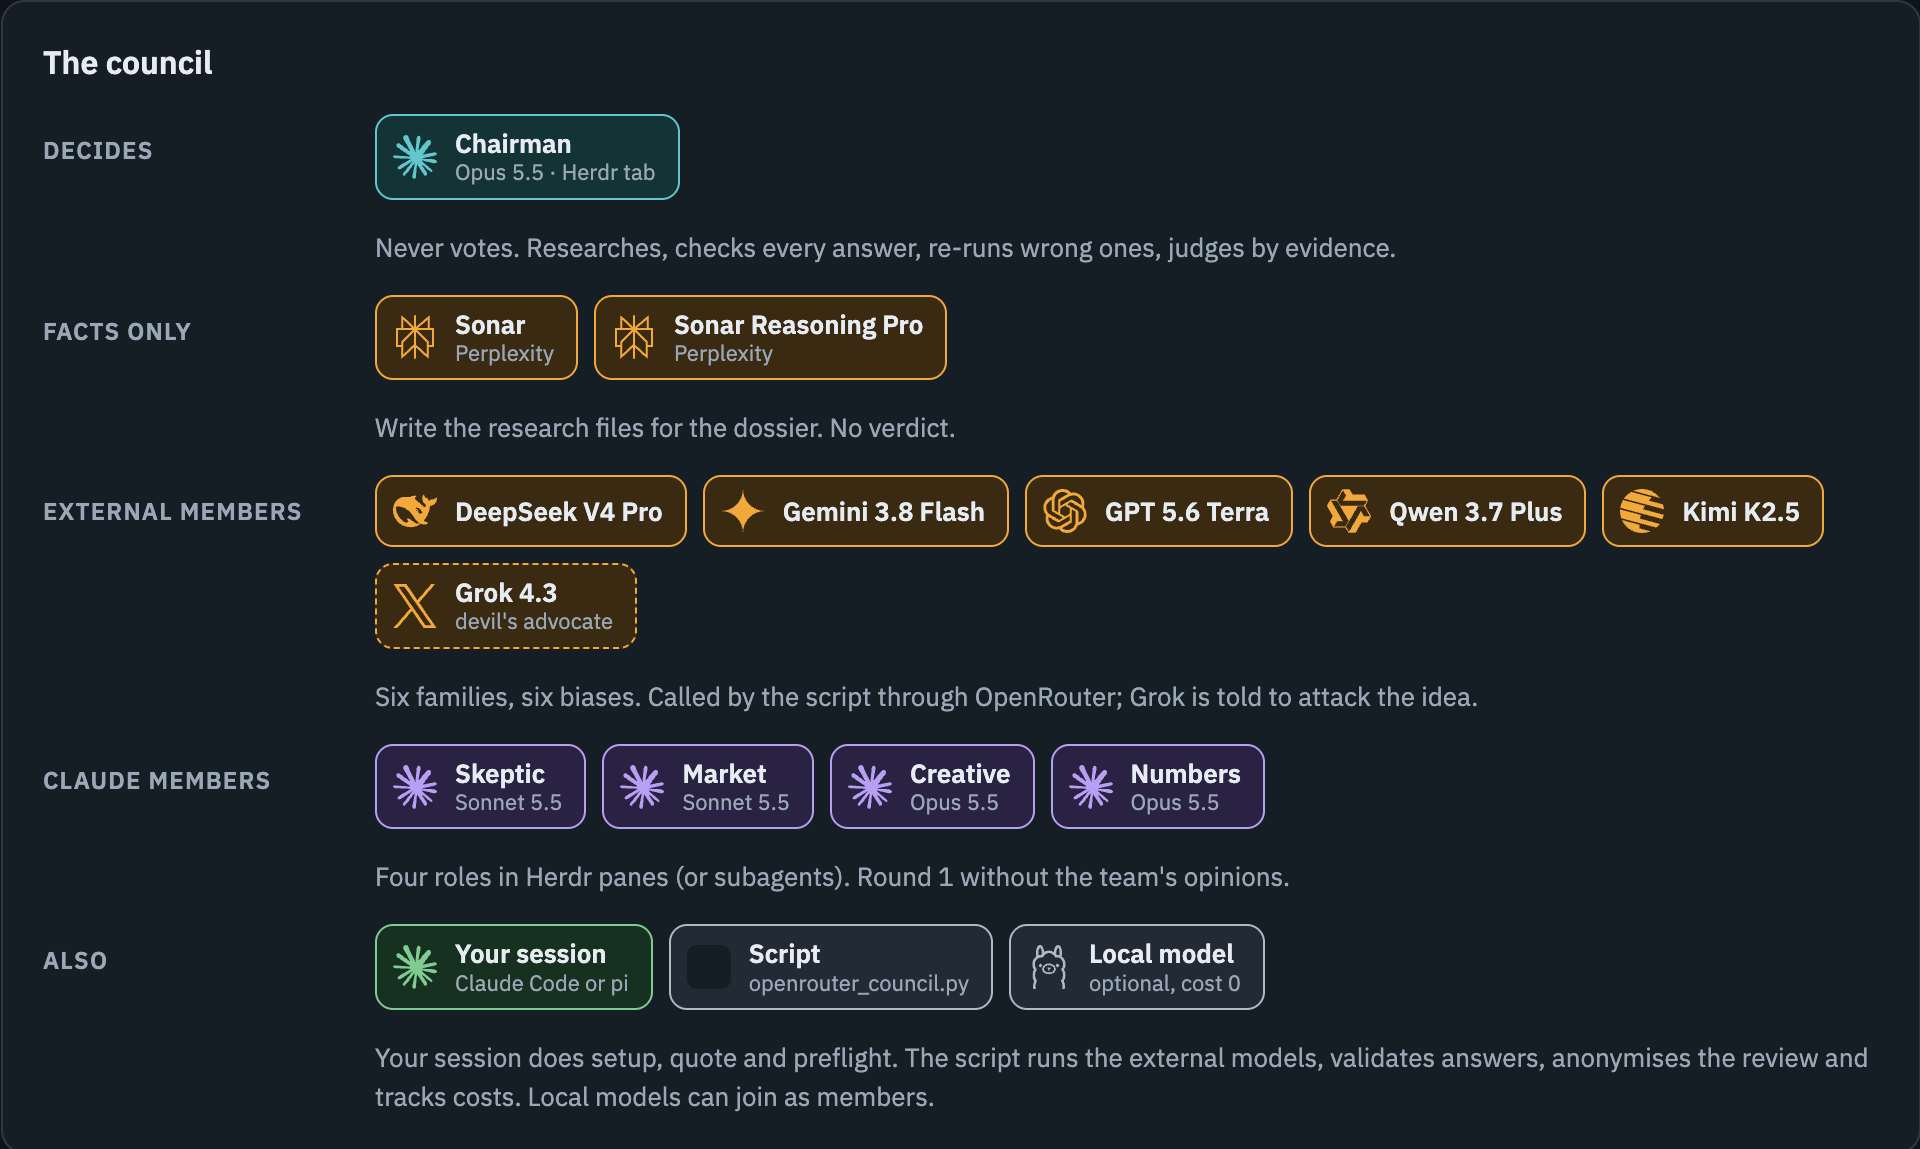 The council
DECIDES
Chairman
Opus 5.5 · Herdr tab
Never votes. Researches, checks every answer, re-runs wrong ones, judges by evidence.
FACTS ONLY
Sonar
Perplexity
Sonar Reasoning Pro
Perplexity
Write the research files for the dossier. No verdict.
EXTERNAL MEMBERS
DeepSeek V4 Pro
Gemini 3.8 Flash
GPT 5.6 Terra
Qwen 3.7 Plus
Kimi K2.5
Grok 4.3
devil's advocate
Six families, six biases. Called by the script through OpenRouter; Grok is told to attack the idea.
CLAUDE MEMBERS
Skeptic
Sonnet 5.5
Market
Sonnet 5.5
Creative
Opus 5.5
Numbers
Opus 5.5
Four roles in Herdr panes (or subagents). Round 1 without the team's opinions.
ALSO
Your session
Claude Code or pi
Script
openrouter_council.py
Local model
optional, cost 0
Your session does setup, quote and preflight. The script runs the external models, validates answers, anonymises the review and
tracks costs. Local models can join as members.